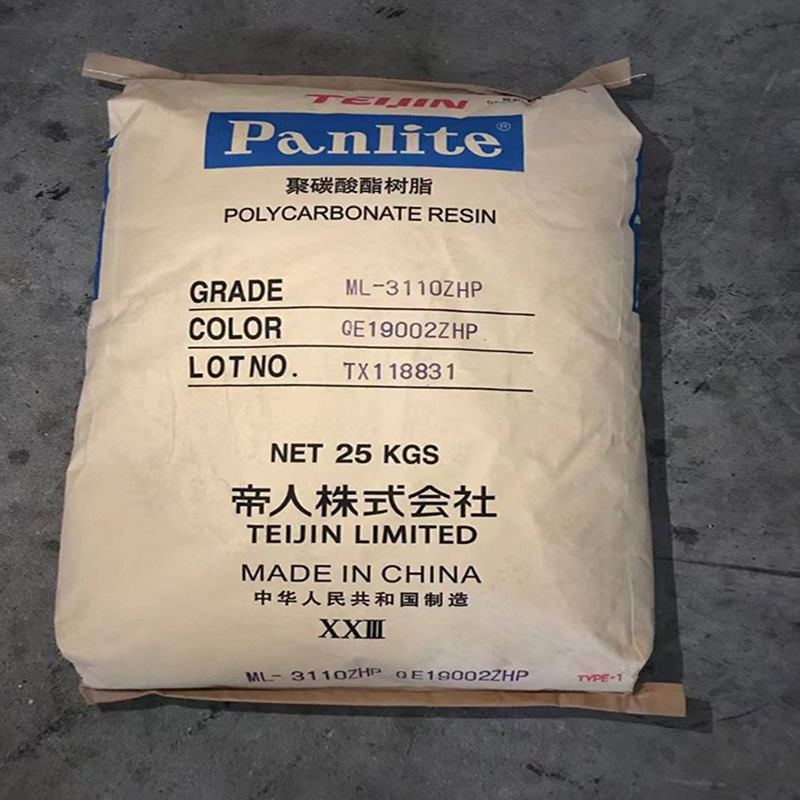 TEIJIN
Panlite®
聚碳酸酯树脂
POLYCARBONATE RESIN
GRADE ML-3110ZHP
COLOR QE19002ZHP
LOT NO. TX118831
NET 25 KGS
帝人株式会社
TEIJIN LIMITED
MADE IN CHINA
中华人民共和国制造
XXIII
ML-3110ZHP QE19002ZHP
TYPE-1